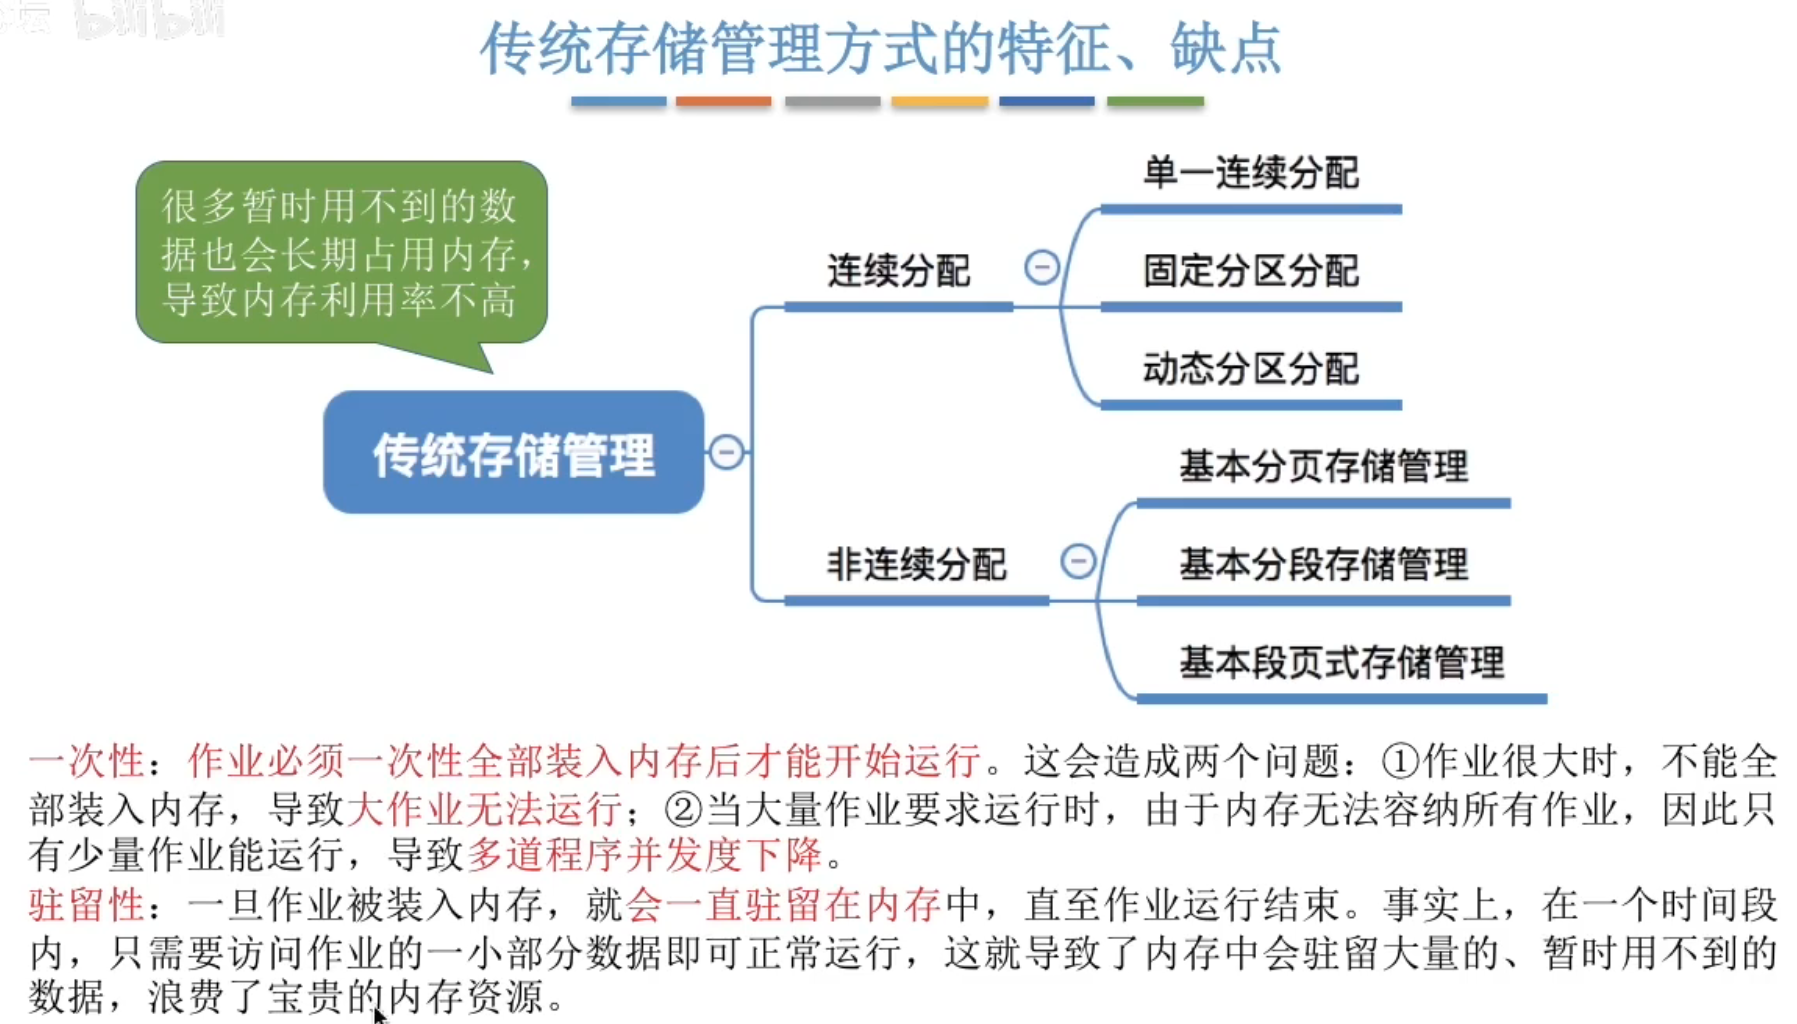 坛 bilibili
传统存储管理方式的特征、缺点
很多暂时用不到的数
据也会长期占用内存，
导致内存利用率不高
传统存储管理
连续分配
单一连续分配
固定分区分配
动态分区分配
非连续分配
基本分页存储管理
基本分段存储管理
基本段页式存储管理
一次性：作业必须一次性全部装入内存后才能开始运行。这会造成两个问题：①作业很大时，不能全
部装入内存，导致大作业无法运行；②当大量作业要求运行时，由于内存无法容纳所有作业，因此只
有少量作业能运行，导致多道程序并发度下降。
驻留性：一旦作业被装入内存，就会一直驻留在内存中，直至作业运行结束。事实上，在一个时间段
内，只需要访问作业的一小部分数据即可正常运行，这就导致了内存中会驻留大量的、暂时用不到的
数据，浪费了宝贵的内存资源。